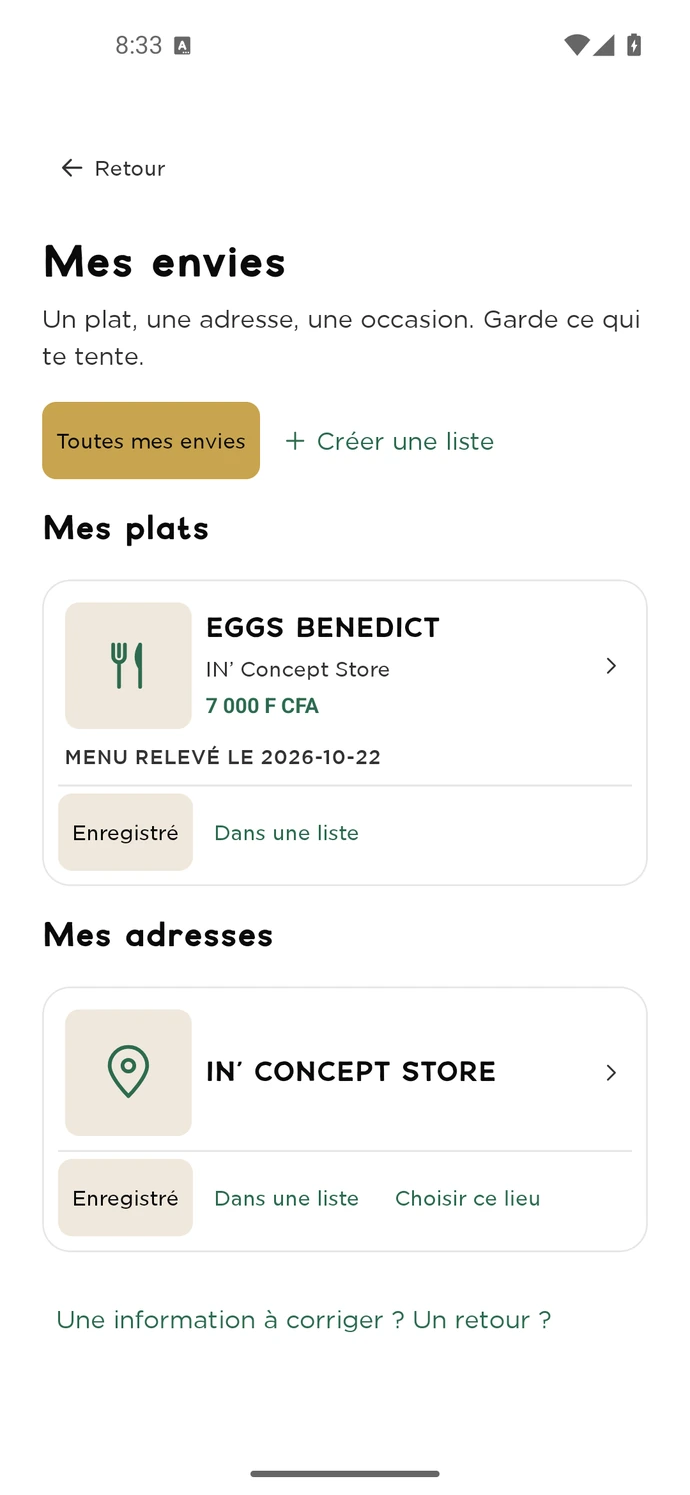 8:33
Retour
Mes envies
Un plat, une adresse, une occasion. Garde ce qui
te tente.
Toutes mes envies
+ Créer une liste
Mes plats
EGGS BENEDICT
IN’ Concept Store
7 000 F CFA
MENU RELEVÉ LE 2026-10-22
Enregistré
Dans une liste
Mes adresses
IN’ CONCEPT STORE
Enregistré
Dans une liste
Choisir ce lieu
Une information à corriger ? Un retour ?